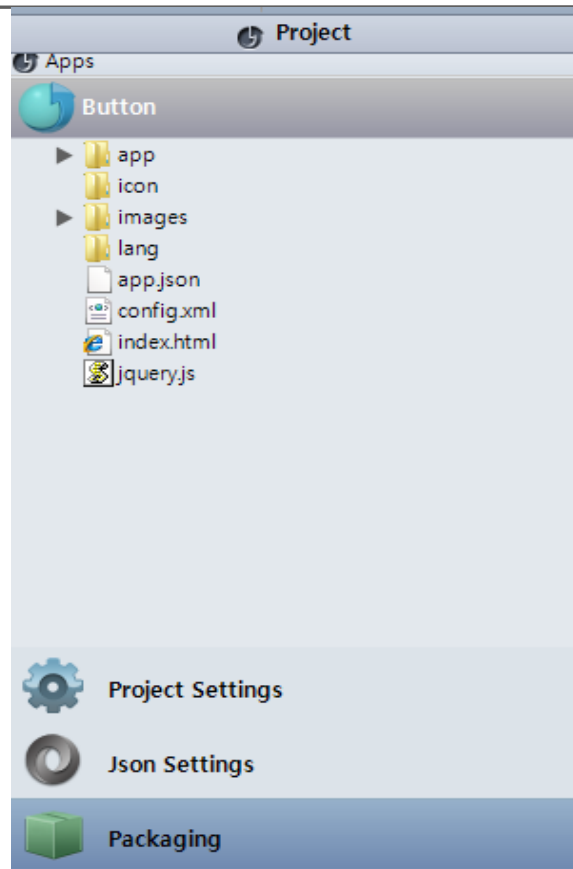 Project
Apps
Button
app
icon
images
lang
app.json
config.xml
index.html
jquery.js
Project Settings
Json Settings
Packaging